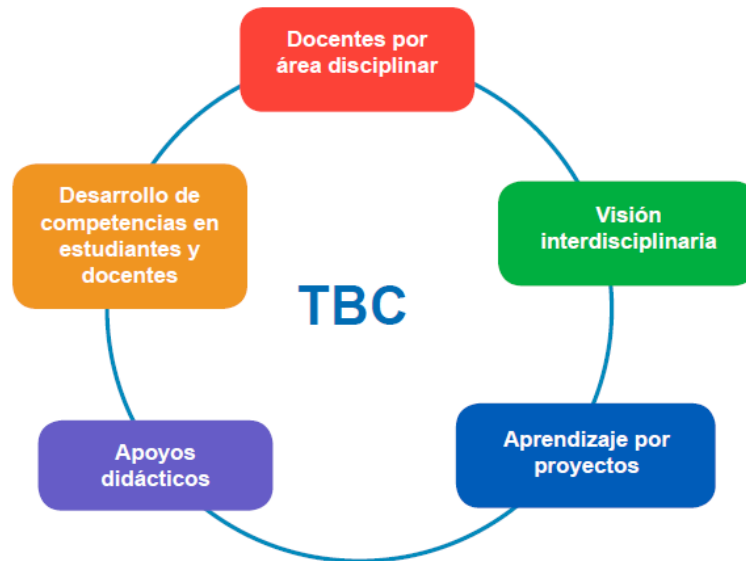 Docentes por
área disciplinar
Visión
interdisciplinaria
Aprendizaje por
proyectos
Apoyos
didácticos
Desarrollo de
competencias en
estudiantes y
docentes
TBC